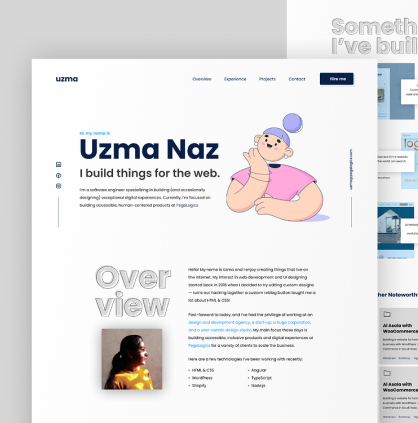 Someth
I've buil
uzma
Overview Experience Projects Contact Hire me
Hi, my name is
Uzma Naz
I build things for the web.
I'm a software engineer specializing in building (and occasionally
designing) exceptional digital experiences. Currently, I'm focused on
building accessible, human-centered products at PageLogics
Over
view
Hello! My name is Uzma and I enjoy creating things that live on
the internet. My interest in web development and UI designing
started back in 2018 when I decided to try editing custom designs
— turns out hacking together a custom reblog button taught me a
lot about HTML & CSS!
Fast-forward to today, and I've had the privilege of working at an
design and development agency, a start-up, a huge corporation,
and a user-centric design studio. My main focus these days is
building accessible, inclusive products and digital experiences at
PageLogics for a variety of clients to scale the business.
Here are a few technologies I've been working with recently:
• HTML & CSS • Angular
• WordPress • TypeScript
• Shopify • Node.js
her Noteworthy
AI Asala with
WooCommerce
AI Asala with
WooCommerce